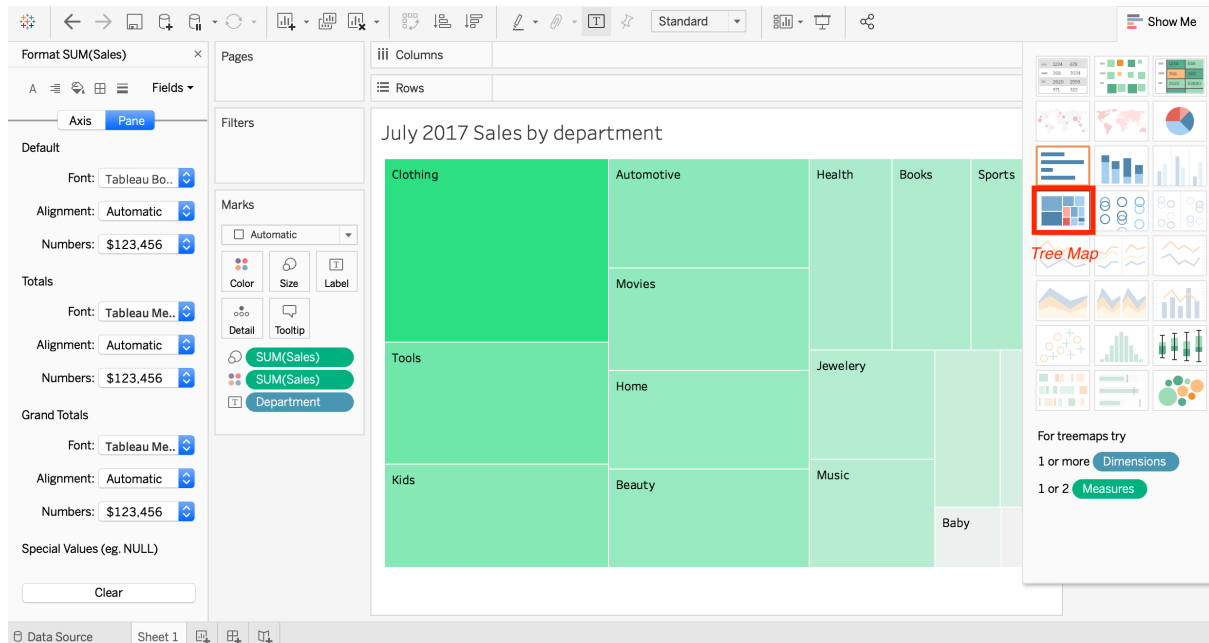 Standard
Show Me
Format SUM(Sales)
Fields
Axis
Pane
Default
Font: Tableau Bo..
Alignment: Automatic
Numbers: $123,456
Totals
Font: Tableau Me..
Alignment: Automatic
Numbers: $123,456
Grand Totals
Font: Tableau Me..
Alignment: Automatic
Numbers: $123,456
Special Values (eg. NULL)
Clear
Pages
Filters
Marks
Automatic
Color
Size
Label
Detail
Tooltip
SUM(Sales)
SUM(Sales)
Department
Columns
Rows
July 2017 Sales by department
Clothing
Automotive
Health
Books
Sports
Movies
Tools
Jewelery
Home
Kids
Beauty
Music
Baby
Tree Map
For treemaps try
1 or more Dimensions
1 or 2 Measures
Data Source
Sheet 1